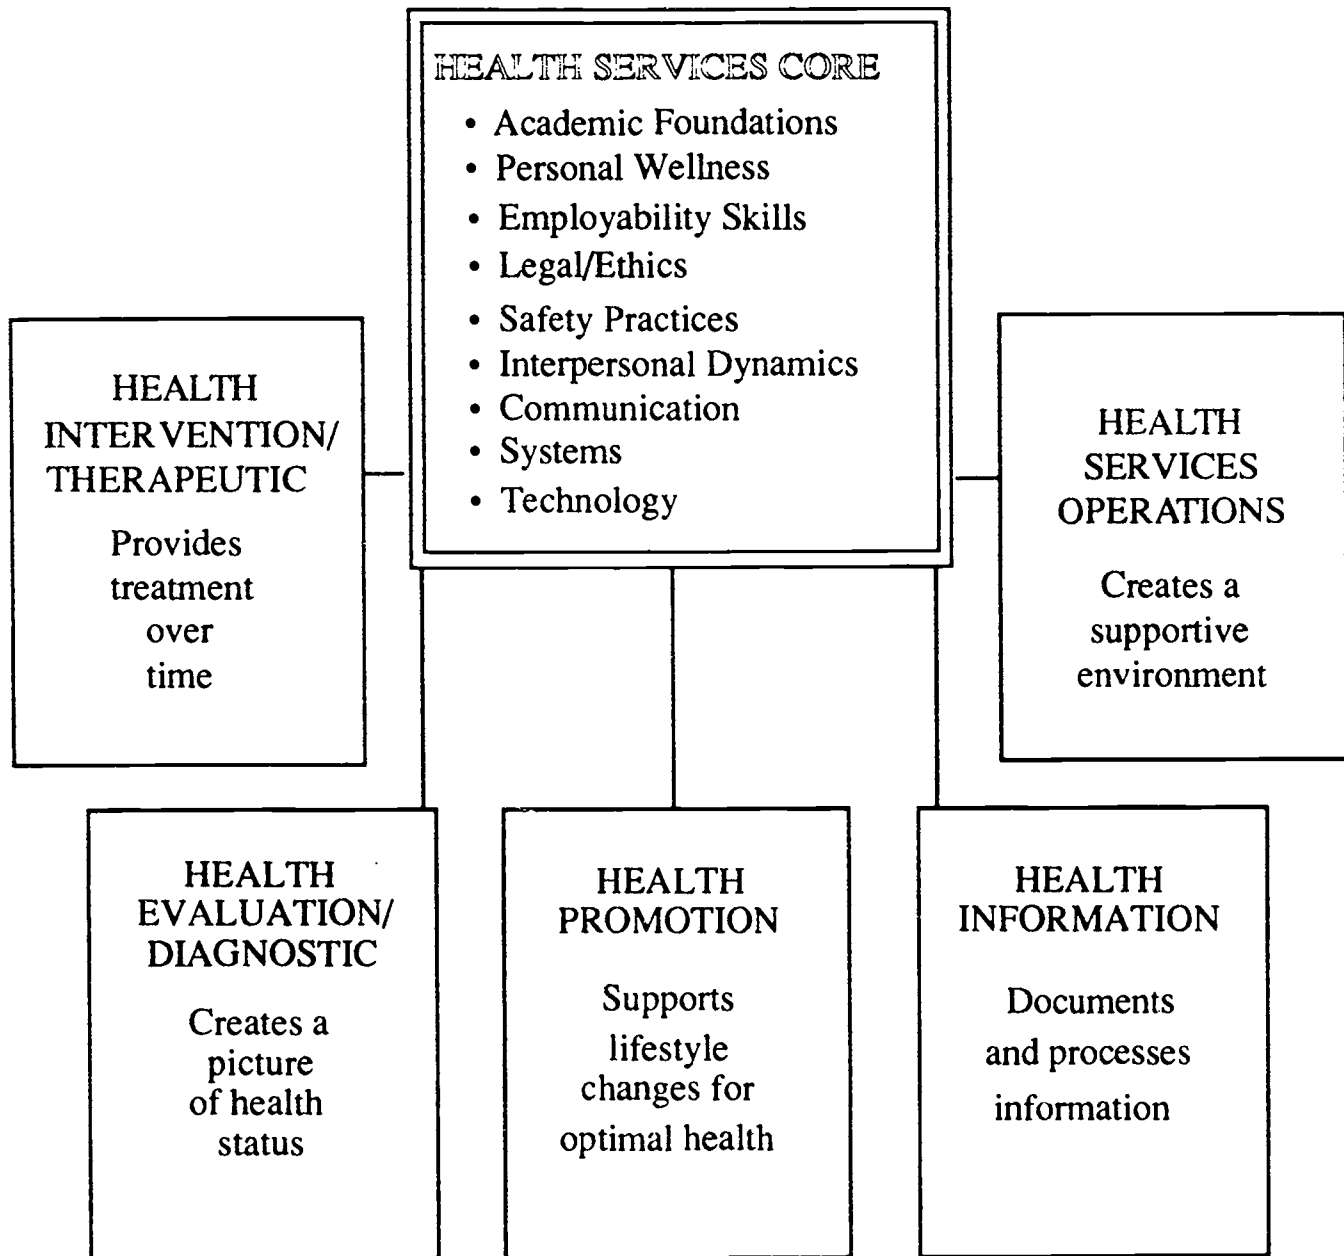 HEALTH SERVICES CORE
• Academic Foundations
• Personal Wellness
• Employability Skills
• Legal/Ethics
• Safety Practices
• Interpersonal Dynamics
• Communication
• Systems
• Technology
HEALTH
INTERVENTION/
THERAPEUTIC
Provides
treatment
over
time
HEALTH
SERVICES
OPERATIONS
Creates a
supportive
environment
HEALTH
EVALUATION/
DIAGNOSTIC
Creates a
picture
of health
status
HEALTH
PROMOTION
Supports
lifestyle
changes for
optimal health
HEALTH
INFORMATION
Documents
and processes
information